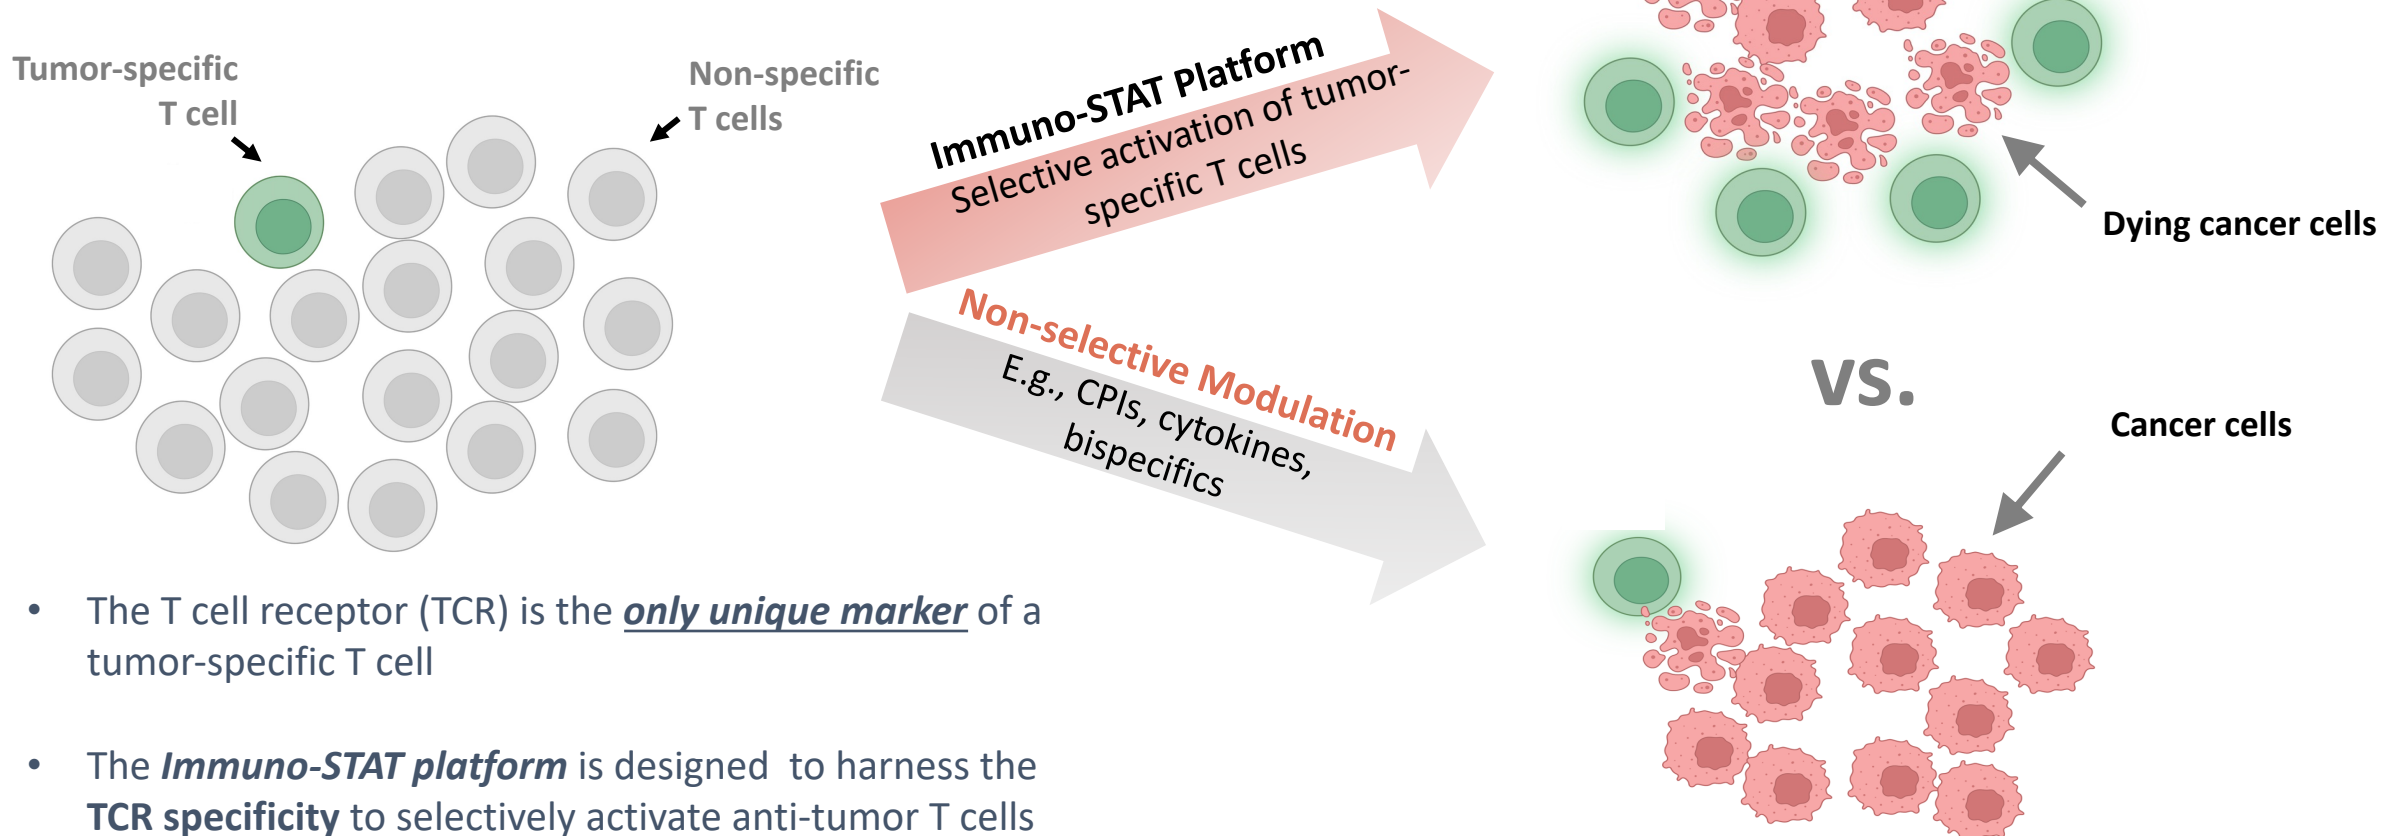 Tumor-specific
T cell
Non-specific
T cells
Immuno-STAT Platform
Selective activation of tumor-
specific T cells
Dying cancer cells
Non-selective Modulation
E.g., CPIs, cytokines,
bispecifics
vs.
Cancer cells
• The T cell receptor (TCR) is the only unique marker of a
tumor-specific T cell
• The Immuno-STAT platform is designed to harness the
TCR specificity to selectively activate anti-tumor T cells